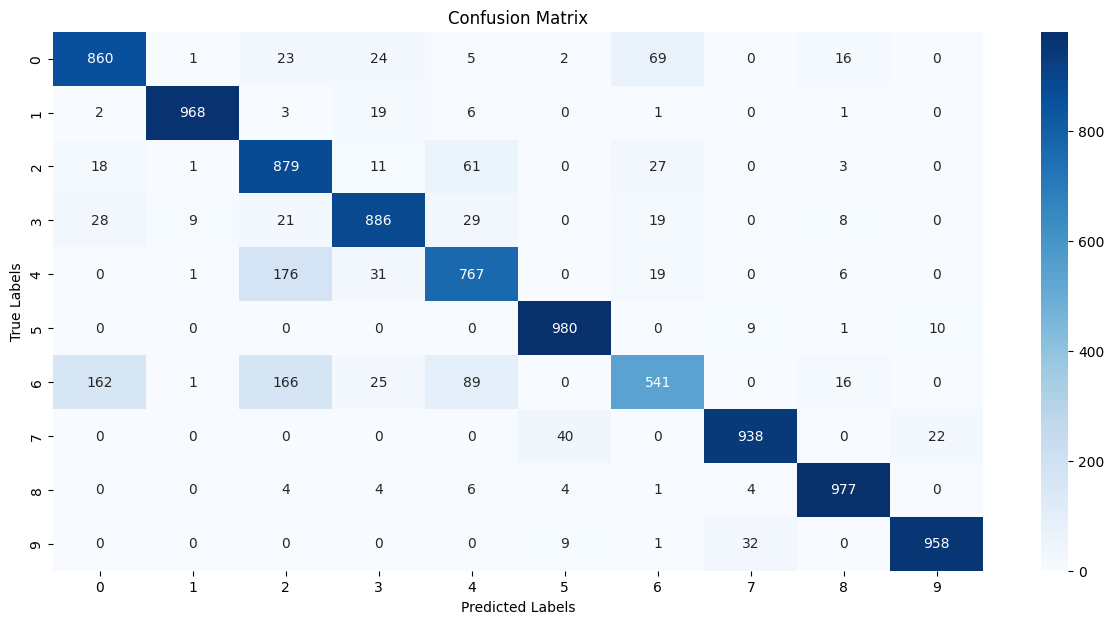 Confusion Matrix
0 860 1 23 24 5 2 69 0 16 0
1 2 968 3 19 6 0 1 0 1 0
2 18 1 879 11 61 0 27 0 3 0
3 28 9 21 886 29 0 19 0 8 0
4 0 1 176 31 767 0 19 0 6 0
5 0 0 0 0 0 980 0 9 1 10
6 162 1 166 25 89 0 541 0 16 0
7 0 0 0 0 0 40 0 938 0 22
8 0 0 4 4 6 4 1 4 977 0
9 0 0 0 0 0 9 1 32 0 958
0 1 2 3 4 5 6 7 8 9
Predicted Labels
True Labels
800
600
400
200
0